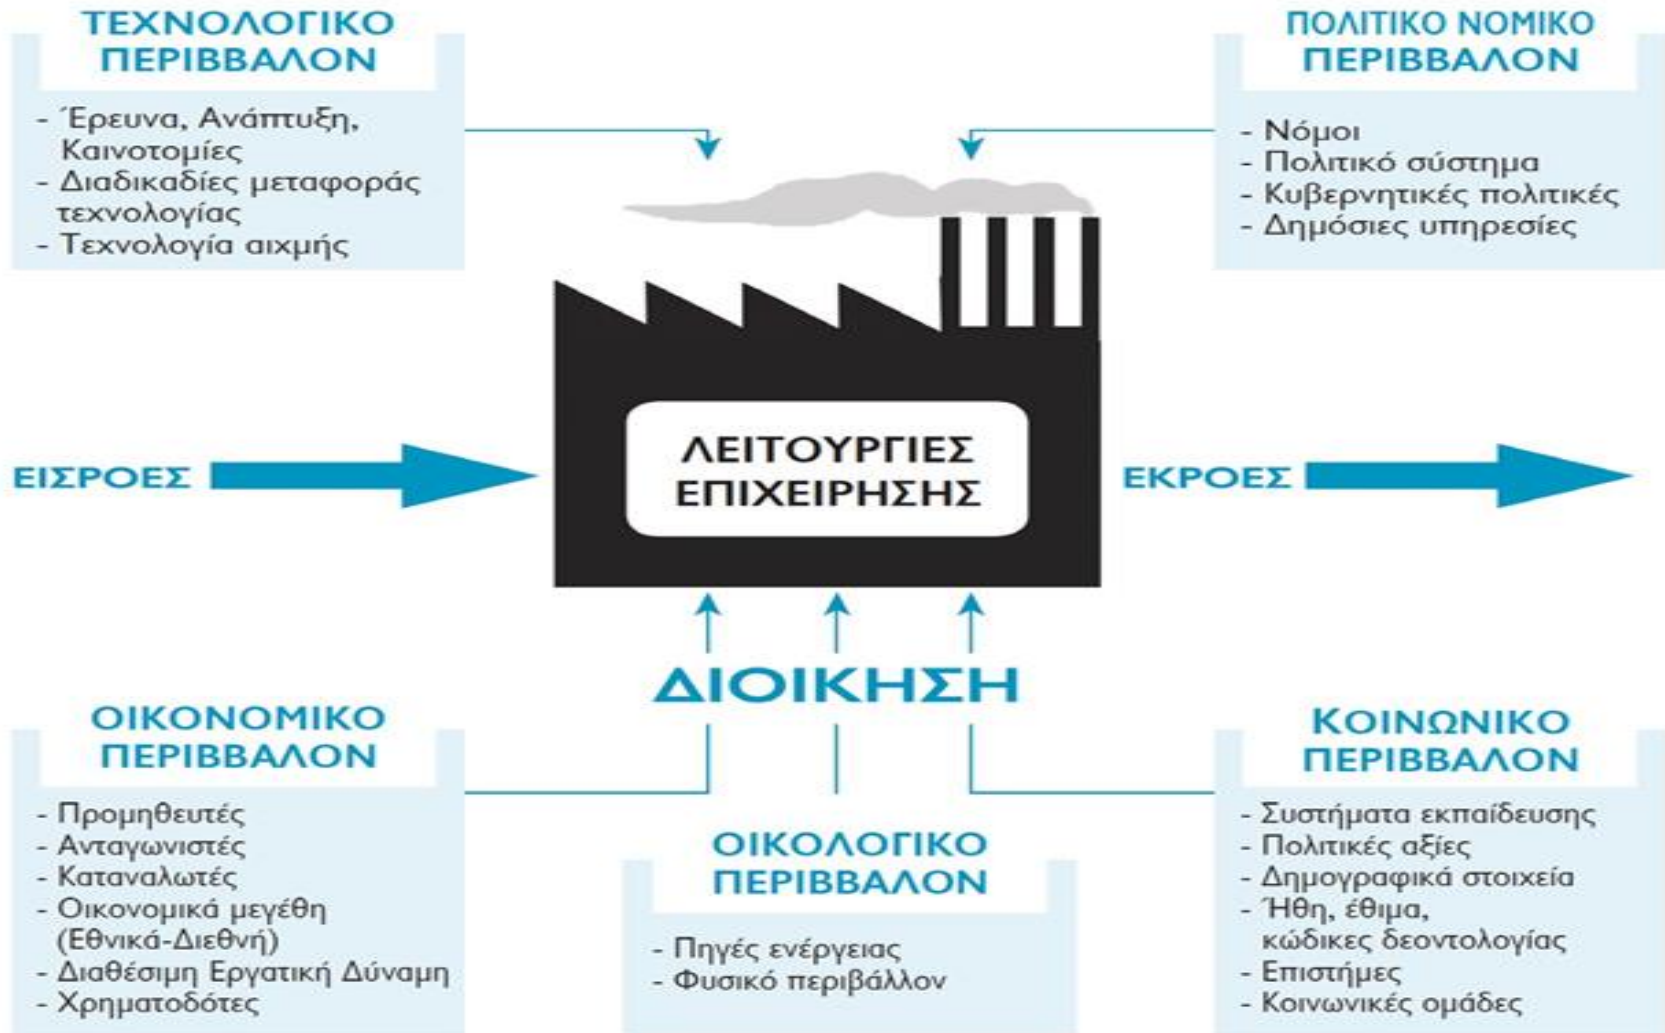 ΤΕΧΝΟΛΟΓΙΚΟ
ΠΕΡΙΒΒΑΛΟΝ
- Έρευνα, Ανάπτυξη,
Καινοτομίες
- Διαδικαδίες μεταφοράς
τεχνολογίας
- Τεχνολογία αιχμής
ΠΟΛΙΤΙΚΟ ΝΟΜΙΚΟ
ΠΕΡΙΒΒΑΛΟΝ
- Νόμοι
- Πολιτικό σύστημα
- Κυβερνητικές πολιτικές
- Δημόσιες υπηρεσίες
ΕΙΣΡΟΕΣ
ΛΕΙΤΟΥΡΓΙΕΣ
ΕΠΙΧΕΙΡΗΣΗΣ
ΕΚΡΟΕΣ
ΔΙΟΙΚΗΣΗ
ΟΙΚΟΝΟΜΙΚΟ
ΠΕΡΙΒΒΑΛΟΝ
- Προμηθευτές
- Ανταγωνιστές
- Καταναλωτές
- Οικονομικά μεγέθη
(Εθνικά-Διεθνή)
- Διαθέσιμη Εργατική Δύναμη
- Χρηματοδότες
ΟΙΚΟΛΟΓΙΚΟ
ΠΕΡΙΒΒΑΛΟΝ
- Πηγές ενέργειας
- Φυσικό περιβάλλον
ΚΟΙΝΩΝΙΚΟ
ΠΕΡΙΒΒΑΛΟΝ
- Συστήματα εκπαίδευσης
- Πολιτικές αξίες
- Δημογραφικά στοιχεία
- Ήθη, έθιμα,
κώδικες δεοντολογίας
- Επιστήμες
- Κοινωνικές ομάδες